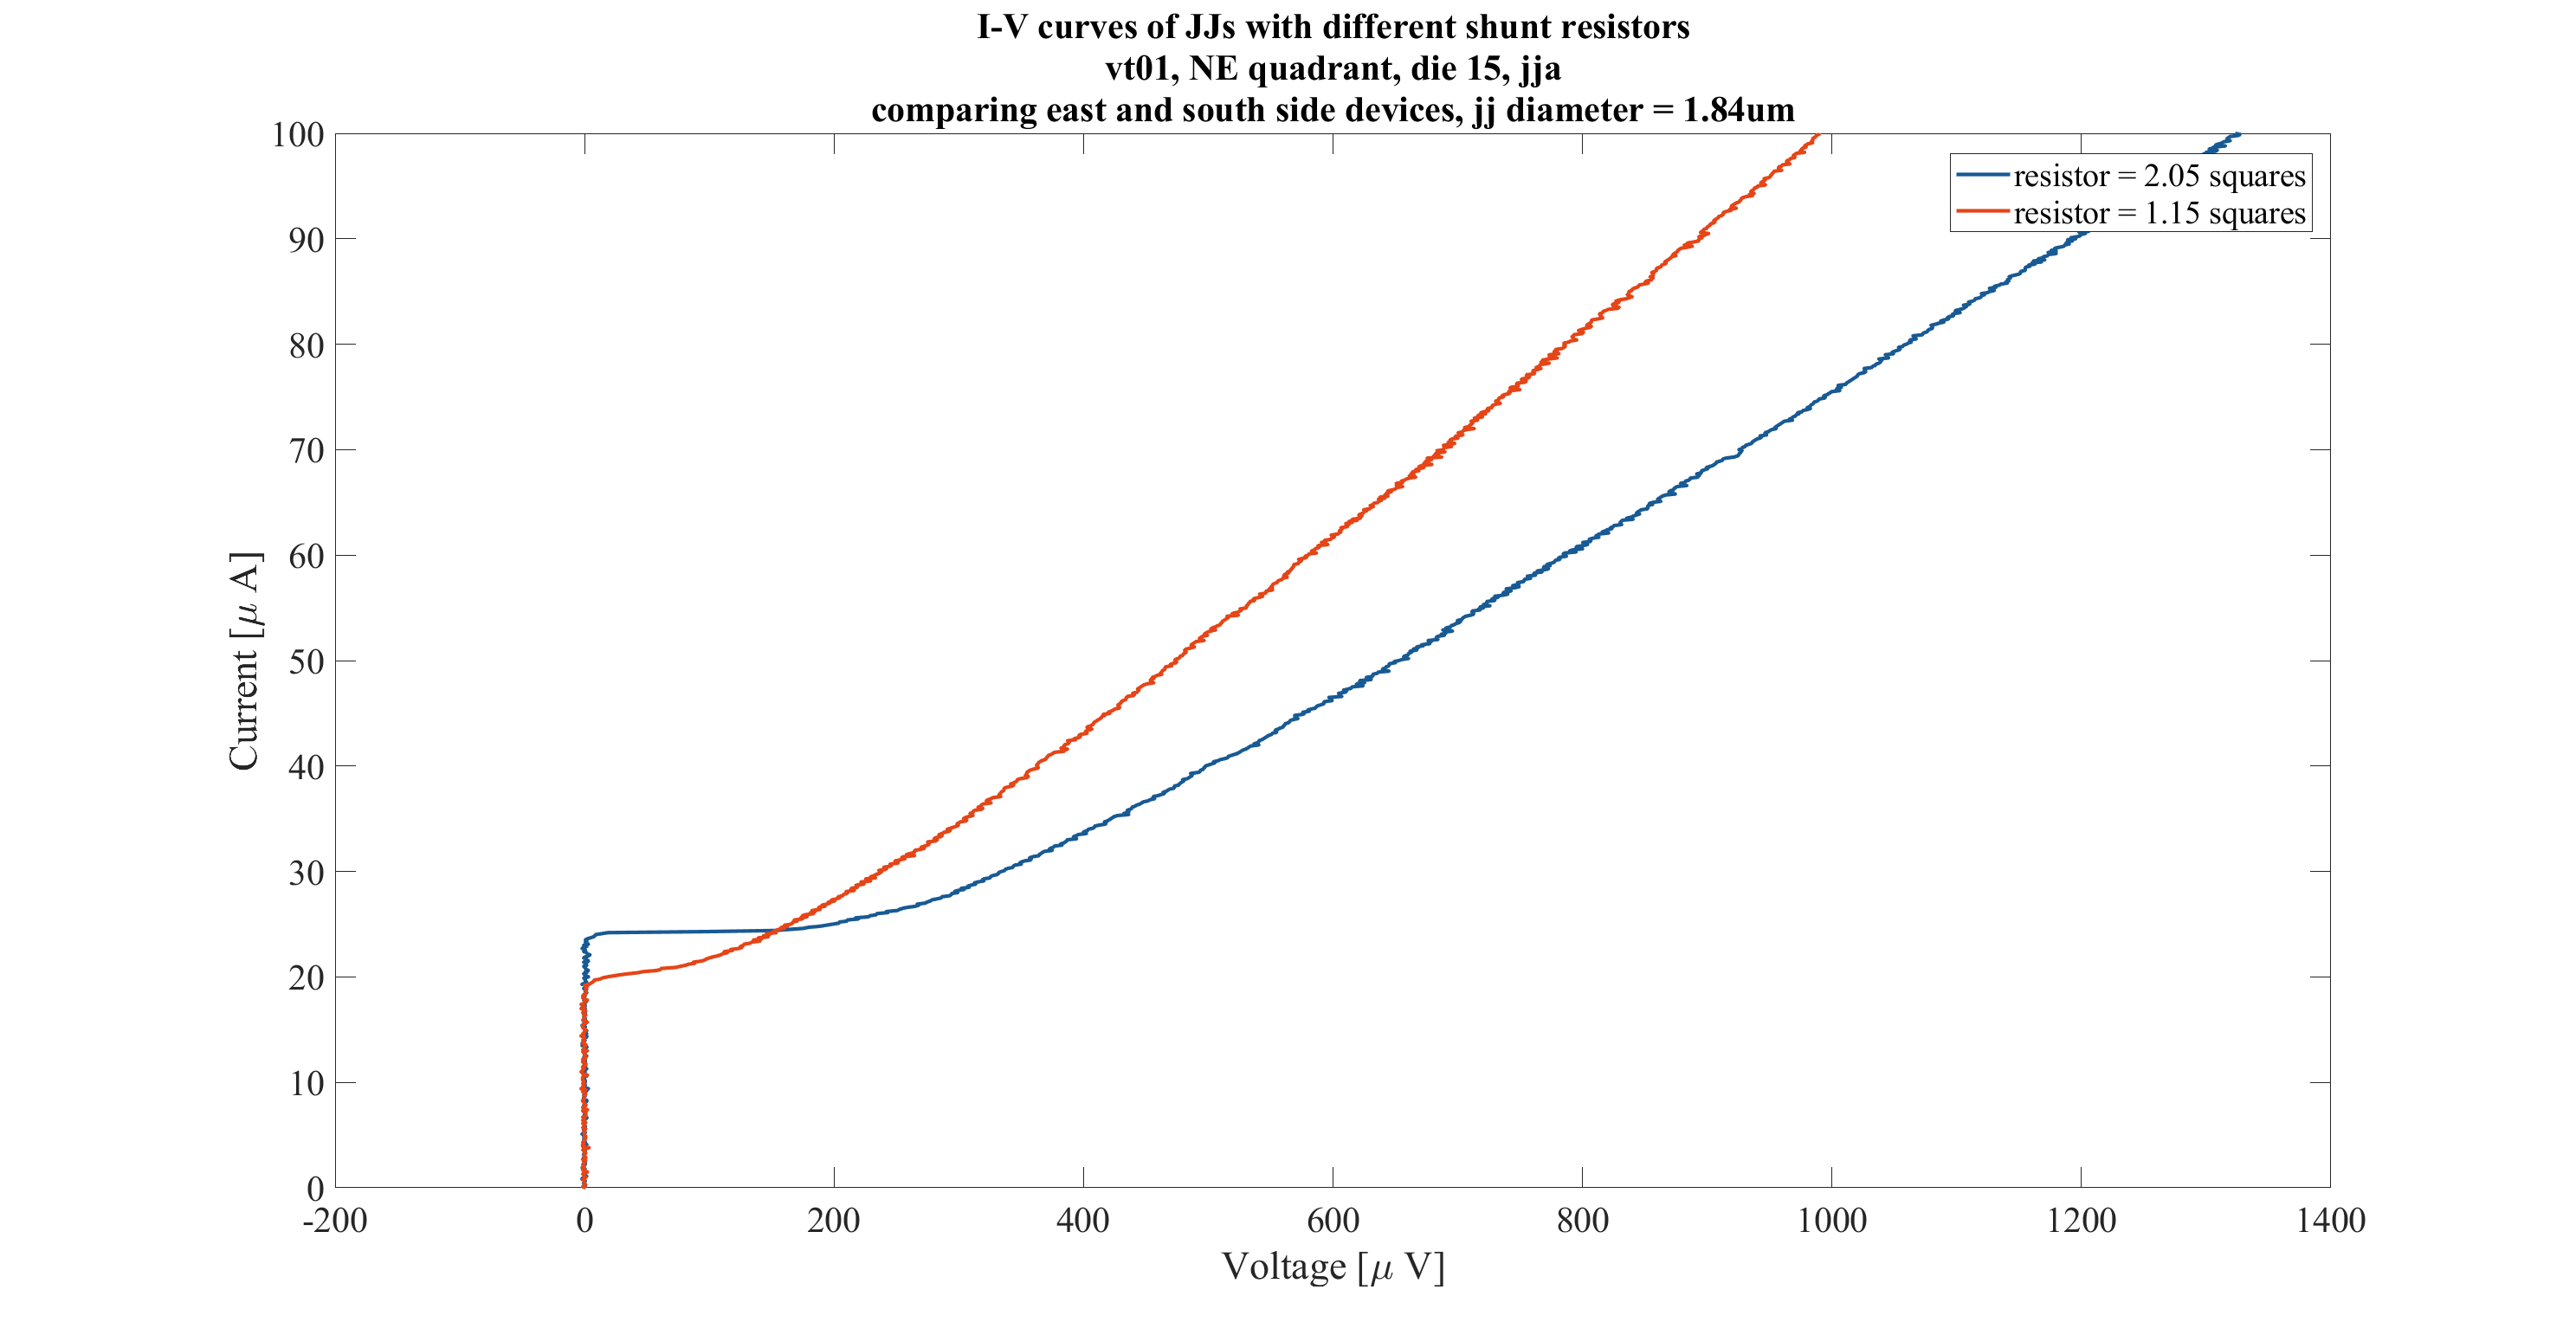 I-V curves of JJs with different shunt resistors
vt01, NE quadrant, die 15, jja
comparing east and south side devices, jj diameter = 1.84um
100
90
80
70
60
50
40
30
20
10
0
Current [μ A]
resistor = 2.05 squares
resistor = 1.15 squares
-200 0 200 400 600 800 1000 1200 1400
Voltage [μ V]